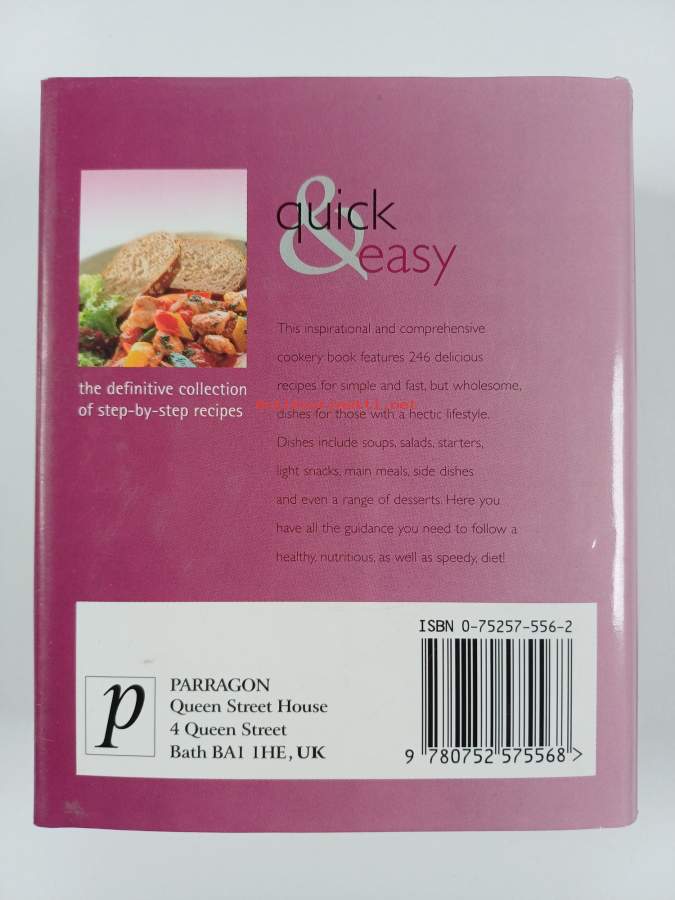 quick
&
easy
This inspirational and comprehensive
cookery book features 246 delicious
recipes for simple and fast, but wholesome,
dishes for those with a hectic lifestyle.
Dishes include soups, salads, starters,
light snacks, main meals, side dishes
and even a range of desserts. Here you
have all the guidance you need to follow a
healthy, nutritious, as well as speedy, diet!
the definitive collection
of step-by-step recipes
ISBN 0-75257-556-2
9 780752 575568 >
p
PARRAGON
Queen Street House
4 Queen Street
Bath BA1 1HE, UK